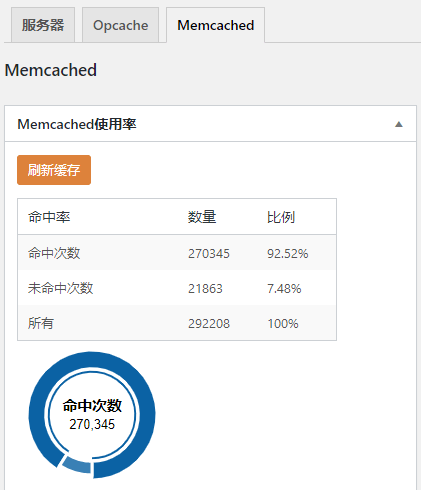 服务器 Opcache Memcached
Memcached
Memcached使用率
刷新缓存
命中率 数量 比例
命中次数 270345 92.52%
未命中次数 21863 7.48%
所有 292208 100%
命中次数
270,345